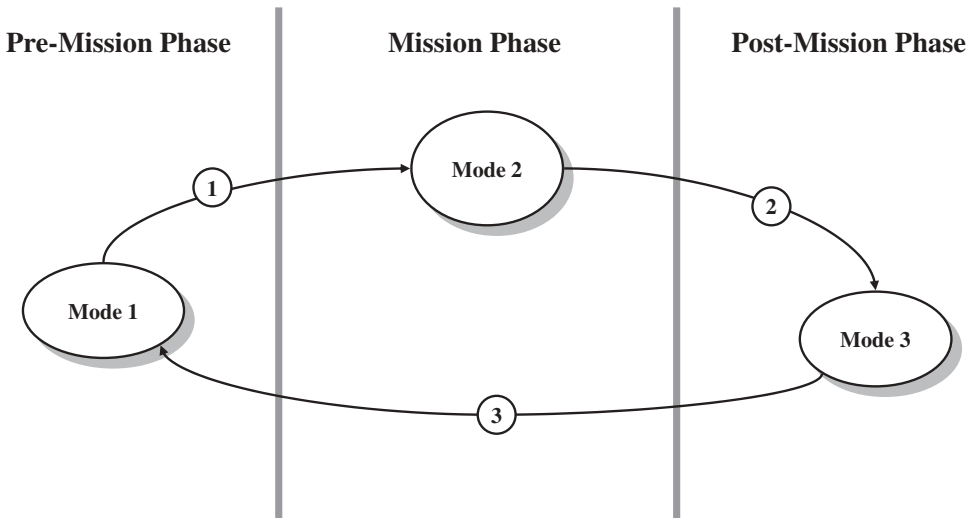 Pre-Mission Phase
Mission Phase
Post-Mission Phase
Mode 2
1
2
Mode 1
Mode 3
3